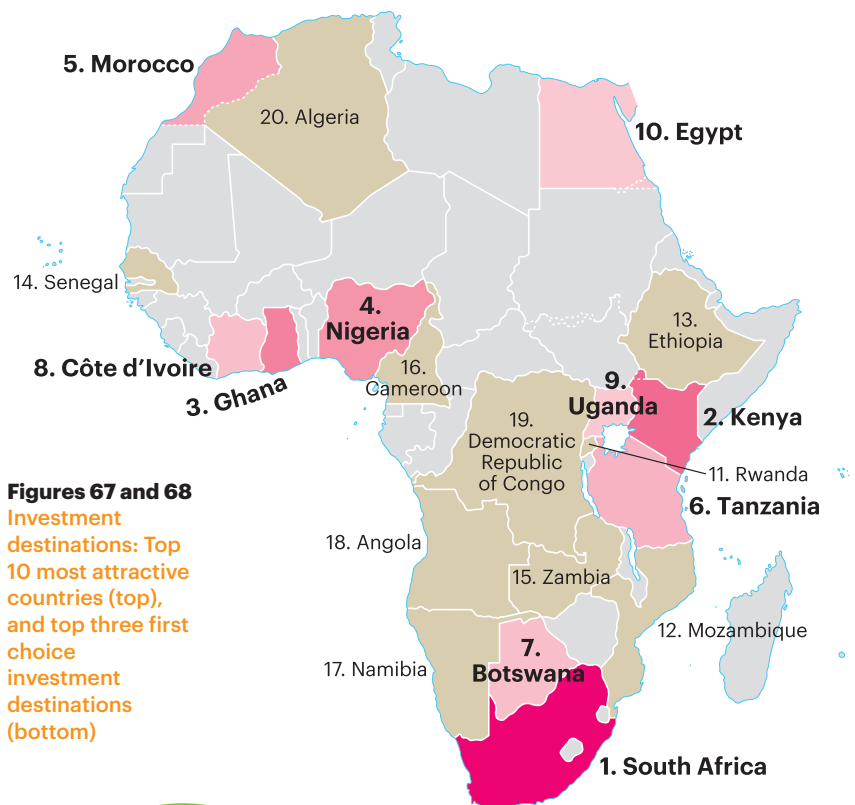 5. Morocco
20. Algeria
10. Egypt
14. Senegal
4.
Nigeria
13.
Ethiopia
8. Côte d’Ivoire
16.
Cameroon
3. Ghana
9.
Uganda
2. Kenya
19.
Democratic
Republic
of Congo
11. Rwanda
6. Tanzania
Figures 67 and 68
Investment
destinations: Top
10 most attractive
countries (top),
and top three first
choice
investment
destinations
(bottom)
18. Angola
15. Zambia
12. Mozambique
7.
Botswana
17. Namibia
1. South Africa